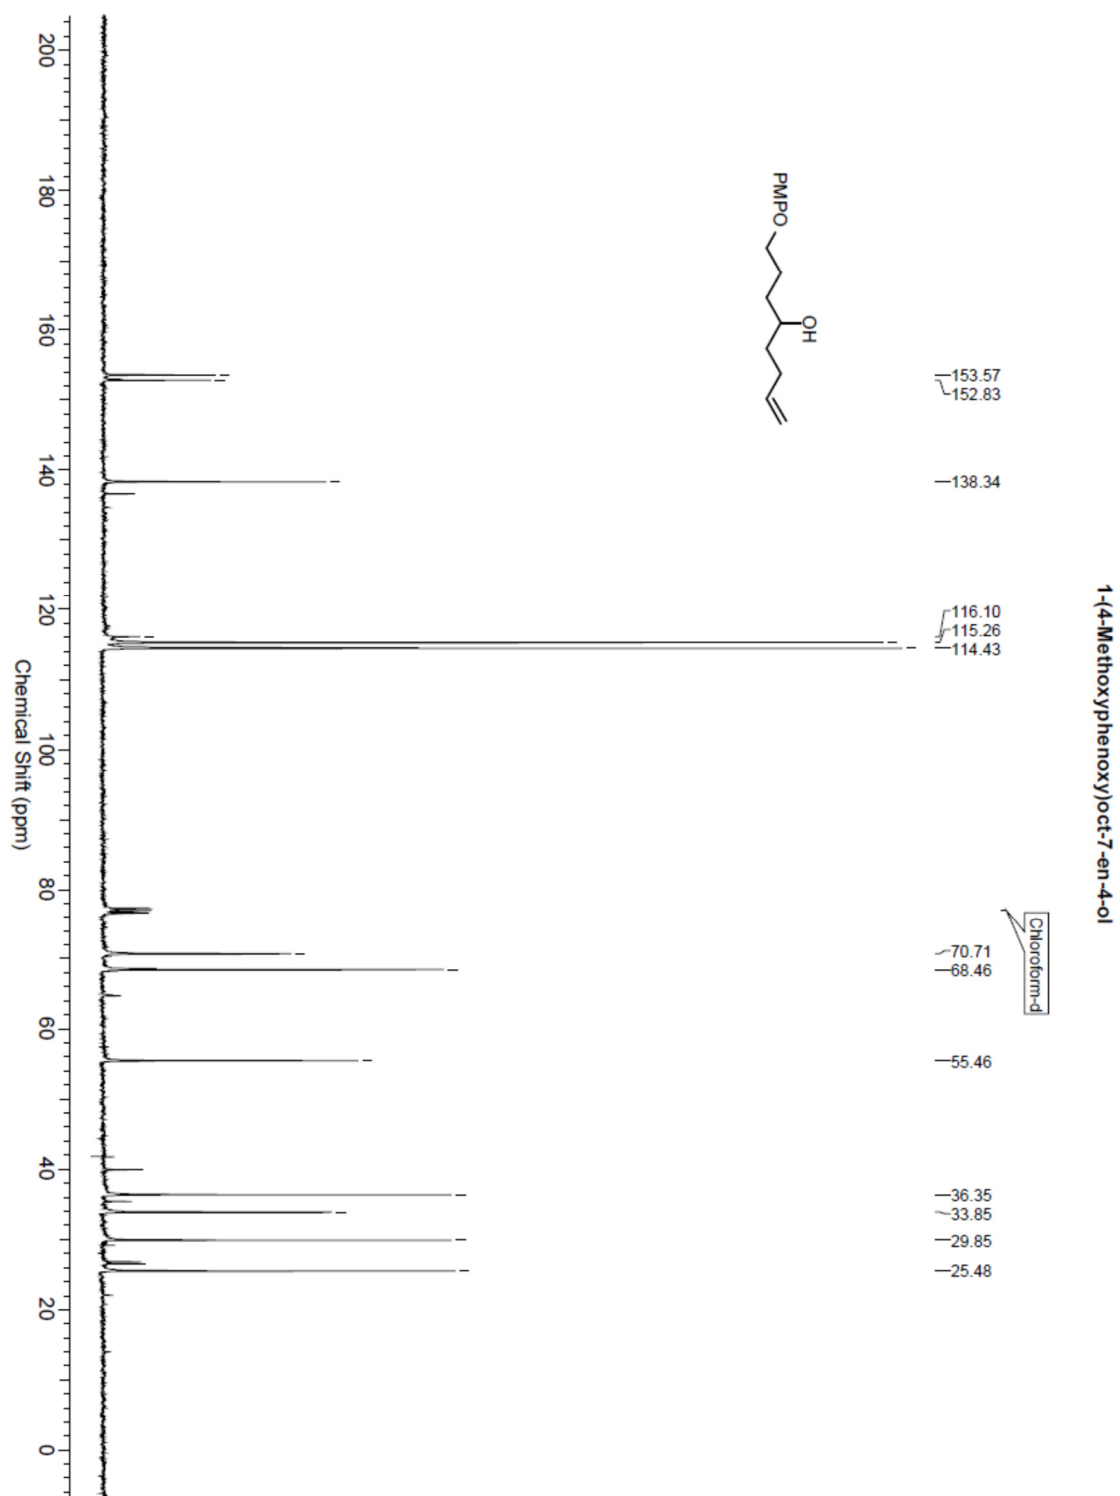 1-(4-Methoxyphenoxy)oct-7-en-4-ol
Chloroform-d
153.57
152.83
138.34
116.10
115.26
114.43
70.71
68.46
55.46
36.35
33.85
29.85
25.48
OH
PMPO
200 180 160 140 120 100 80 60 40 20 0
Chemical Shift (ppm)